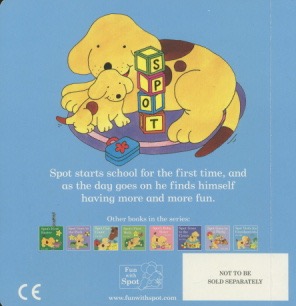 S
P
O
T
Spot starts school for the first time, and
as the day goes on he finds himself
having more and more fun.
Other books in the series:
Fun
with
Spot
www.funwithspot.com
NOT TO BE
SOLD SEPARATELY
CE